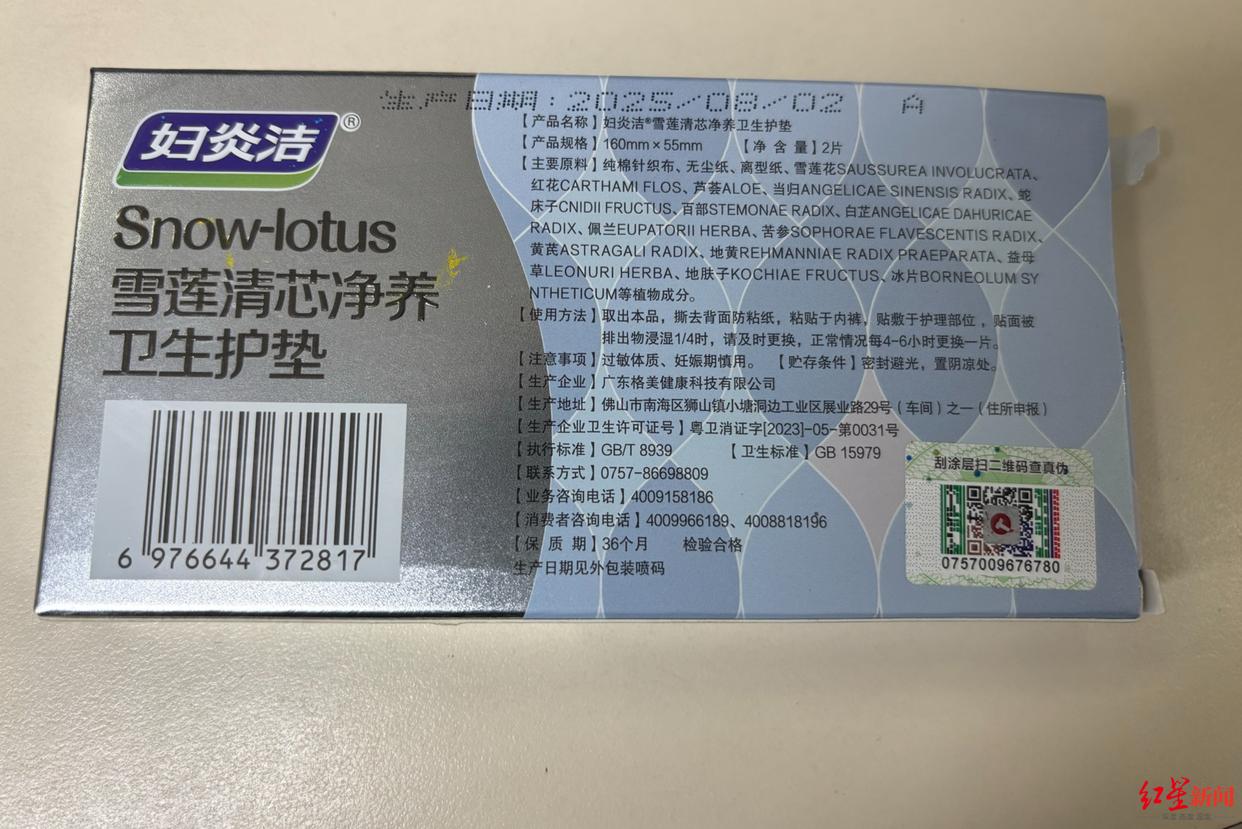 生产日期:2025/08/02 A
妇炎洁®
Snow-lotus
雪莲清芯净养
卫生护垫
6 976644 372817
【产品名称】妇炎洁®雪莲清芯净养卫生护垫
【产品规格】160mm×55mm 【净含量】2片
【主要原料】纯棉针织布、无尘纸、离型纸、雪莲花SAUSSUREA INVOLUCRATA、
红花CARTHAMI FLOS、芦荟ALOE、当归ANGELICAE SINENSIS RADIX、蛇
床子CNIDII FRUCTUS、百部STEMONAE RADIX、白芷ANGELICAE DAHURICAE
RADIX、佩兰EUPATORII HERBA、苦参SOPHORAE FLAVESCENTIS RADIX、
黄芪ASTRAGALI RADIX、地黄REHMANNIAE RADIX PRAEPARATA、益母
草LEONURI HERBA、地肤子KOCHIAE FRUCTUS、冰片BORNEOLUM SY
NTHETICUM等植物成分。
【使用方法】取出本品，撕去背面防粘纸，粘贴于内裤，贴敷于护理部位，贴面被
排出物浸湿1/4时，请及时更换，正常情况每4-6小时更换一片。
【注意事项】过敏体质、妊娠期慎用。 【贮存条件】密封避光，置阴凉处。
【生产企业】广东格美健康科技有限公司
【生产地址】佛山市南海区狮山镇小塘洞边工业区展业路29号（车间）之一（住所申报）
【生产企业卫生许可证号】粤卫消证字[2023]-05-第0031号
【执行标准】GB/T 8939 【卫生标准】GB 15979
【联系方式】0757-86698809
【业务咨询电话】4009158186
【消费者咨询电话】4009966189、4008818196
【保质期】36个月 检验合格
生产日期见外包装喷码
刮涂层扫二维码查真伪
0757009676780
红星新闻